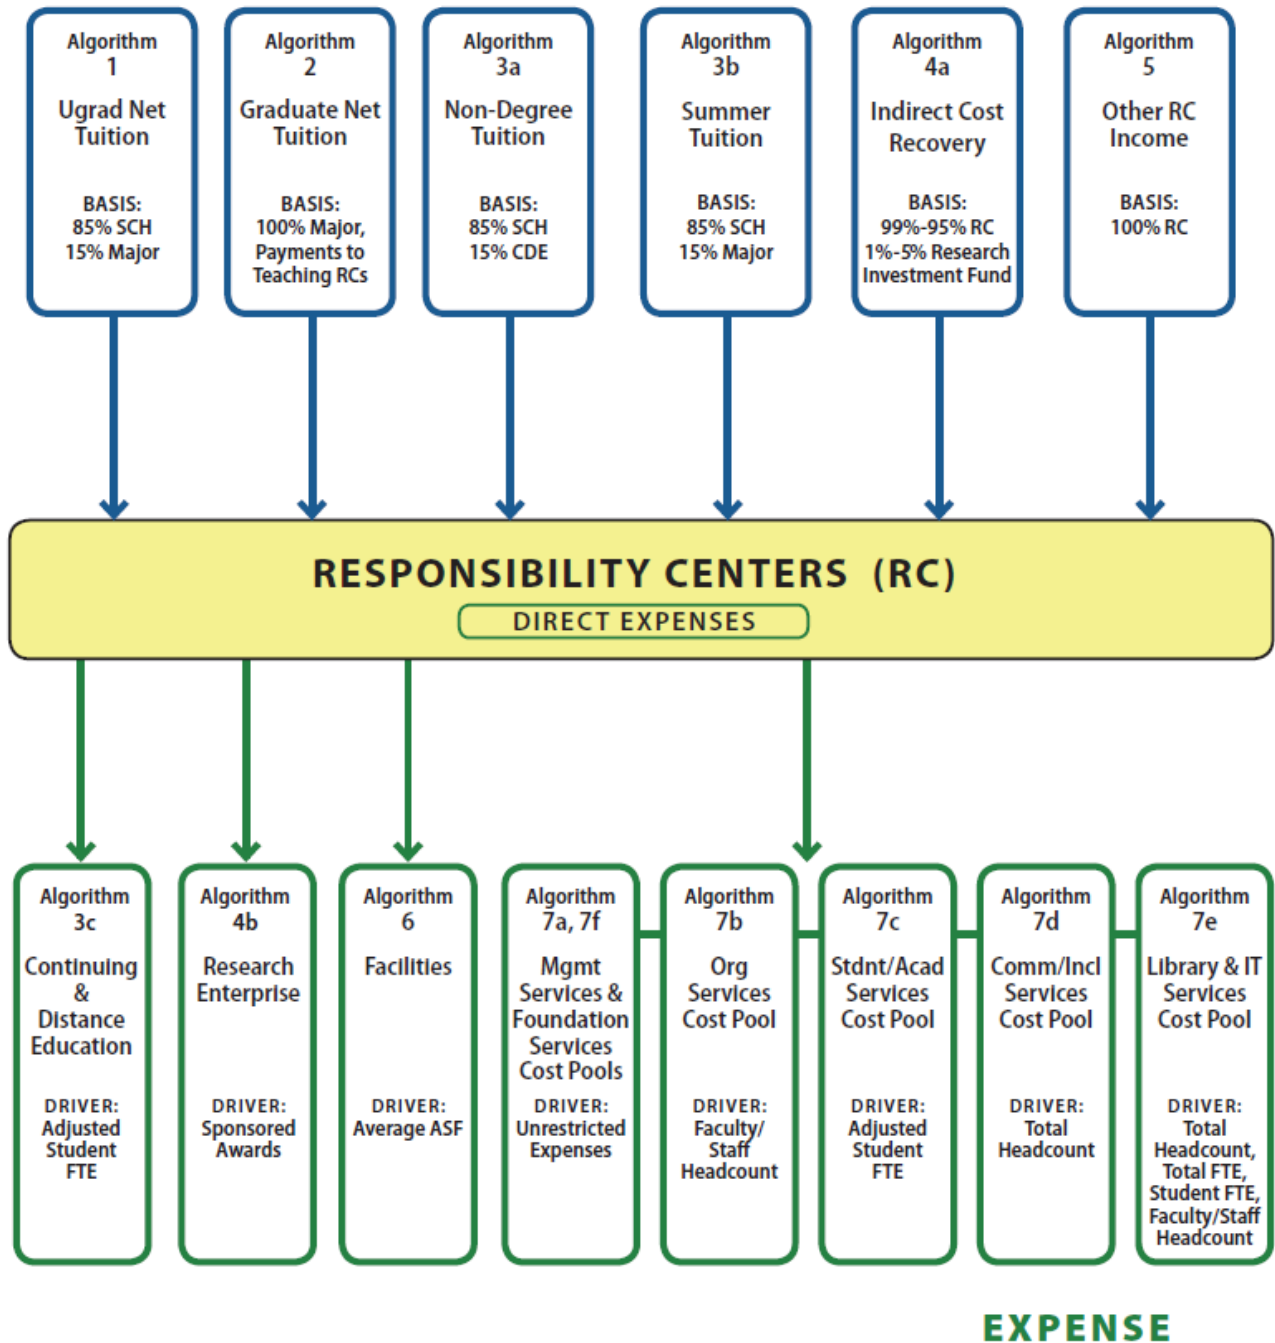 Algorithm
1
Ugrad Net
Tuition
BASIS:
85% SCH
15% Major
Algorithm
2
Graduate Net
Tuition
BASIS:
100% Major,
Payments to
Teaching RCs
Algorithm
3a
Non-Degree
Tuition
BASIS:
85% SCH
15% CDE
Algorithm
3b
Summer
Tuition
BASIS:
85% SCH
15% Major
Algorithm
4a
Indirect Cost
Recovery
BASIS:
99%-95% RC
1%-5% Research
Investment Fund
Algorithm
5
Other RC
Income
BASIS:
100% RC
RESPONSIBILITY CENTERS (RC)
DIRECT EXPENSES
Algorithm
3c
Continuing
&
Distance
Education
DRIVER:
Adjusted
Student
FTE
Algorithm
4b
Research
Enterprise
DRIVER:
Sponsored
Awards
Algorithm
6
Facilities
DRIVER:
Average ASF
Algorithm
7a, 7f
Mgmt
Services &
Foundation
Services
Cost Pools
DRIVER:
Unrestricted
Expenses
Algorithm
7b
Org
Services
Cost Pool
DRIVER:
Faculty/
Staff
Headcount
Algorithm
7c
Stdnt/Acad
Services
Cost Pool
DRIVER:
Adjusted
Student
FTE
Algorithm
7d
Comm/Incl
Services
Cost Pool
DRIVER:
Total
Headcount
Algorithm
7e
Library & IT
Services
Cost Pool
DRIVER:
Total
Headcount,
Total FTE,
Student FTE,
Faculty/Staff
Headcount
EXPENSE